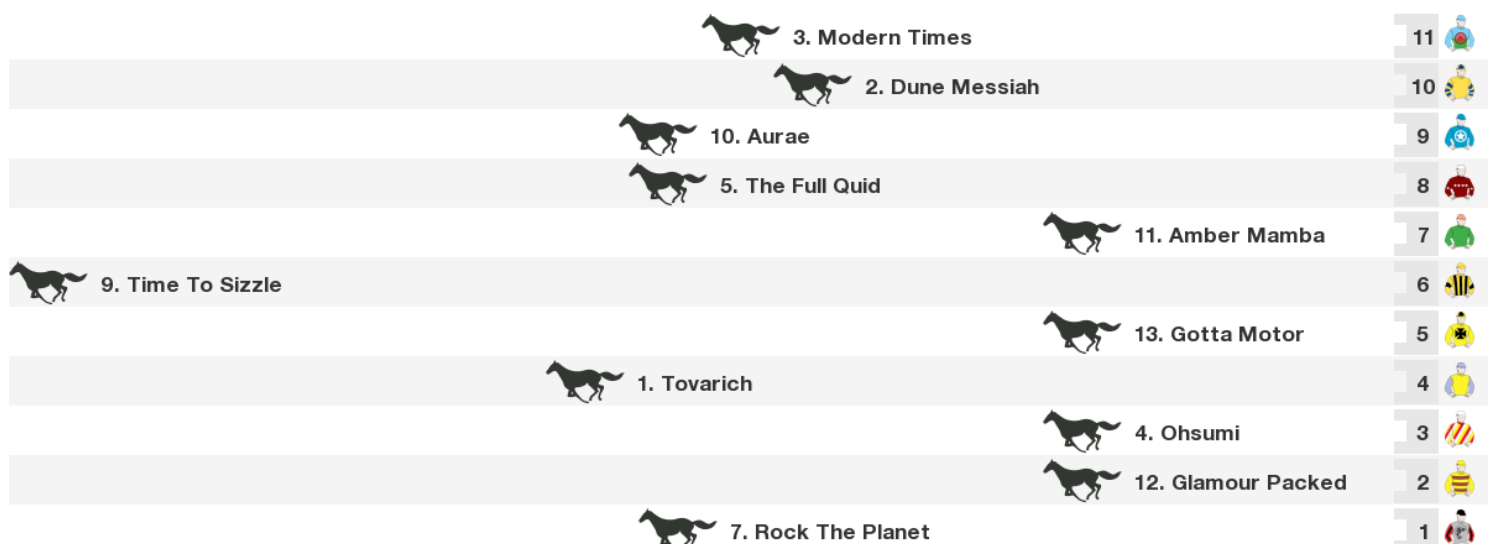 3. Modern Times 11
2. Dune Messiah 10
10. Aurae 9
5. The Full Quid 8
11. Amber Mamba 7
9. Time To Sizzle 6
13. Gotta Motor 5
1. Tovarich 4
4. Ohsumi 3
12. Glamour Packed 2
7. Rock The Planet 1